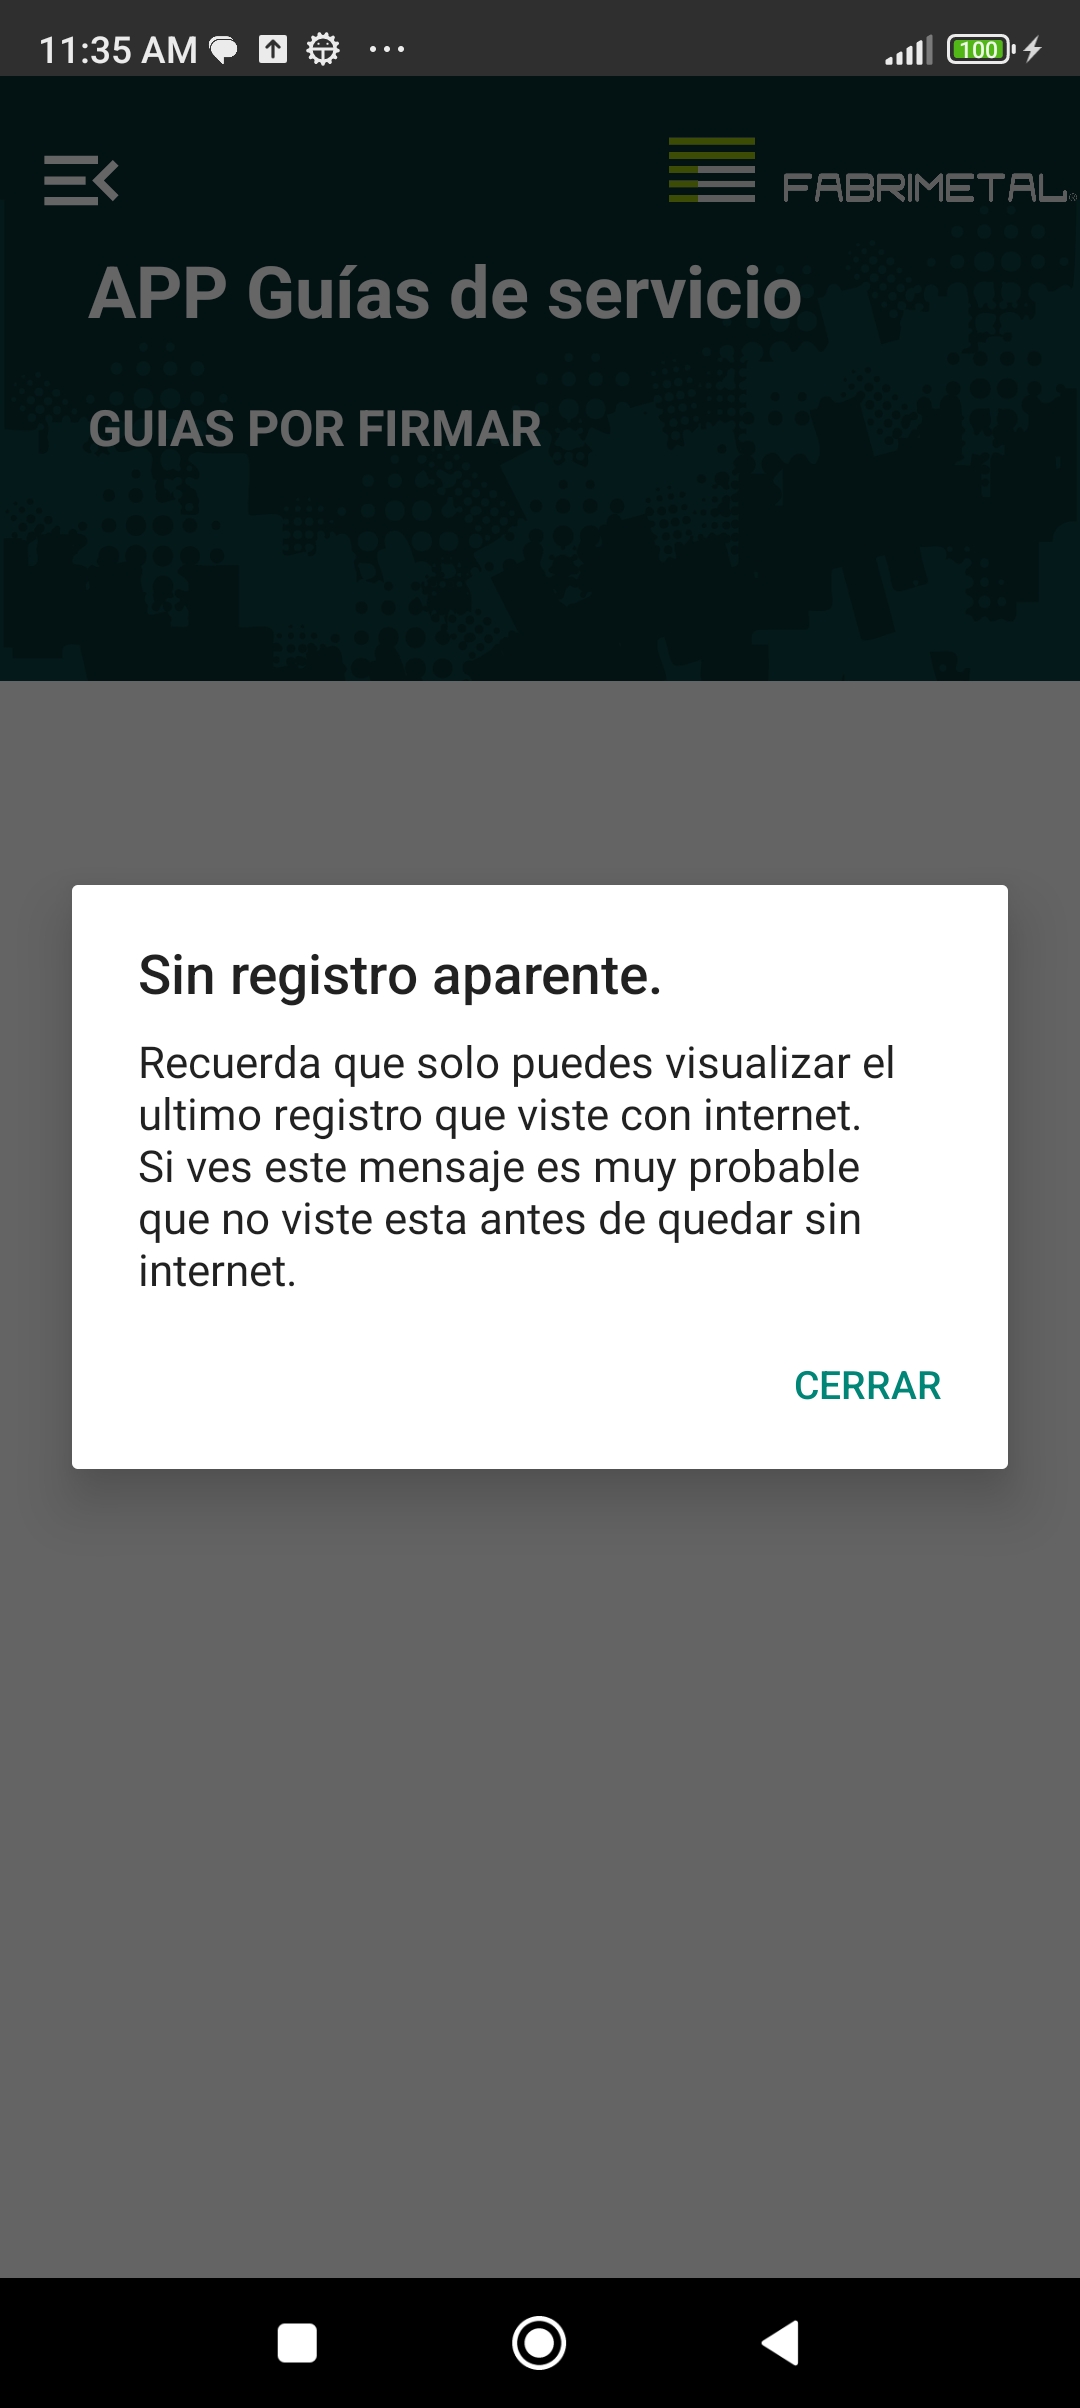 11:35 AM
100
FABRIMETAL
APP Guías de servicio
GUIAS POR FIRMAR
Sin registro aparente.
Recuerda que solo puedes visualizar el
ultimo registro que viste con internet.
Si ves este mensaje es muy probable
que no viste esta antes de quedar sin
internet.
CERRAR